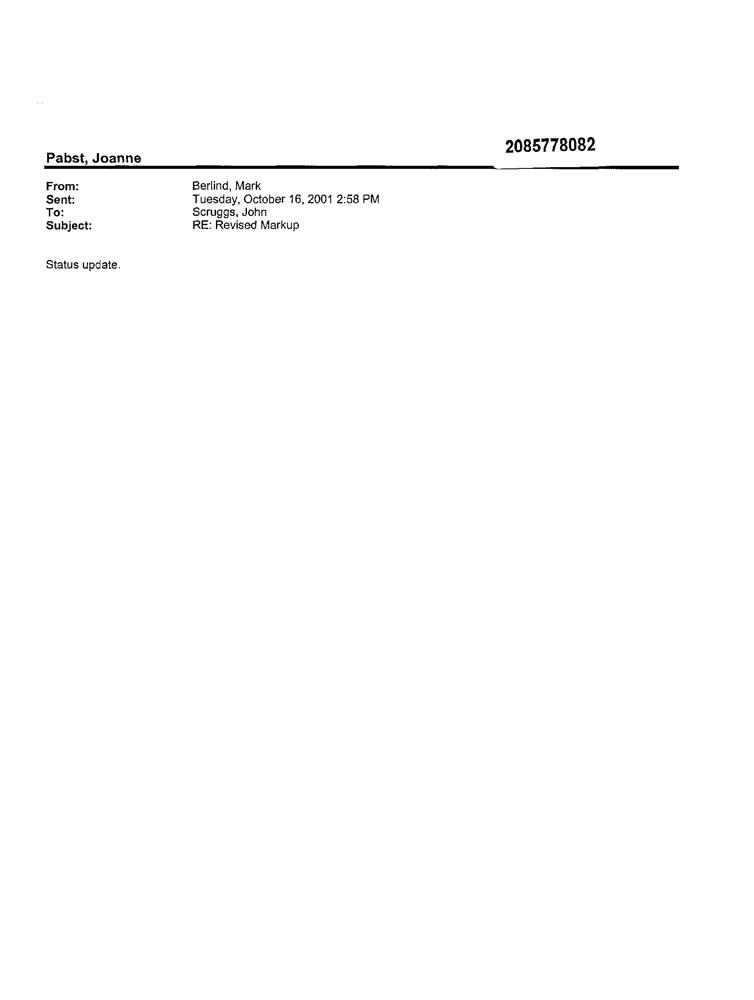 2085778082
Pabst, Joanne
From: Berlind, Mark
Sent: Tuesday, October 16, 2001 2:58 PM
To: Scruggs, John
Subject: RE: Revised Markup
Status update.